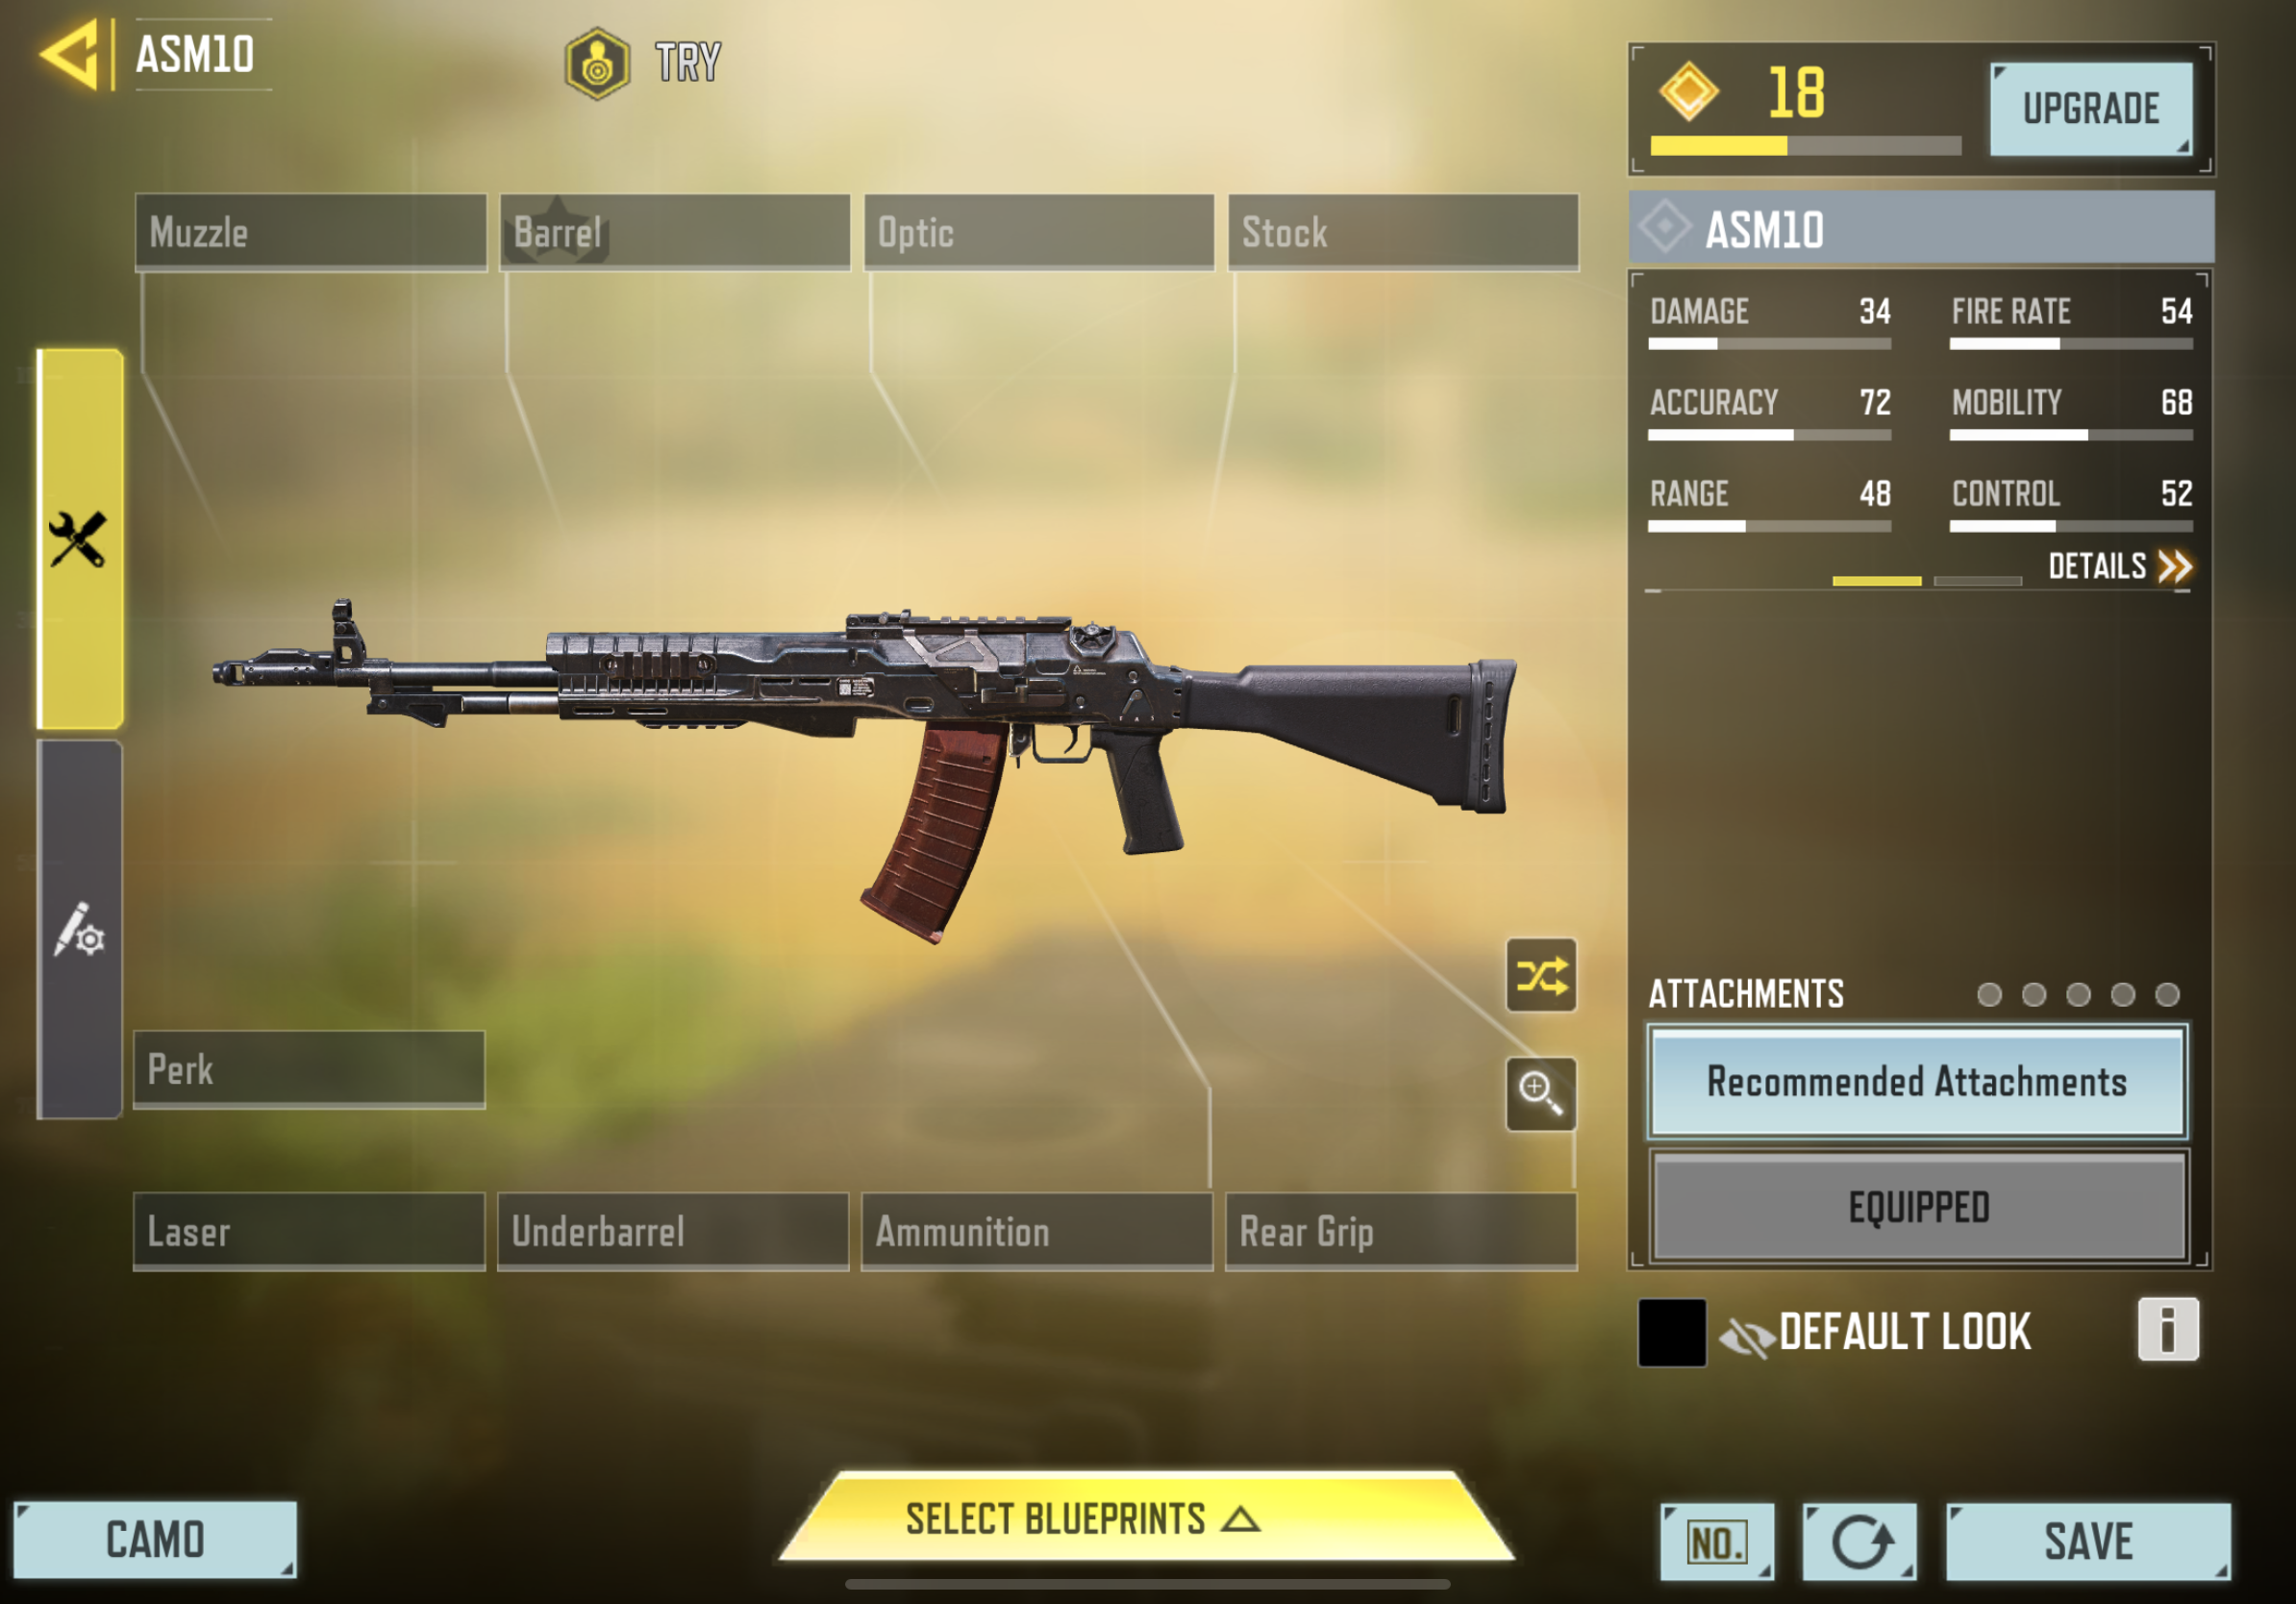 ASM10
TRY
18
UPGRADE
Muzzle
Barrel
Optic
Stock
ASM10
DAMAGE 34
FIRE RATE 54
ACCURACY 72
MOBILITY 68
RANGE 48
CONTROL 52
DETAILS
ATTACHMENTS
Recommended Attachments
EQUIPPED
Perk
Laser
Underbarrel
Ammunition
Rear Grip
DEFAULT LOOK
CAMO
SELECT BLUEPRINTS
NO.
SAVE